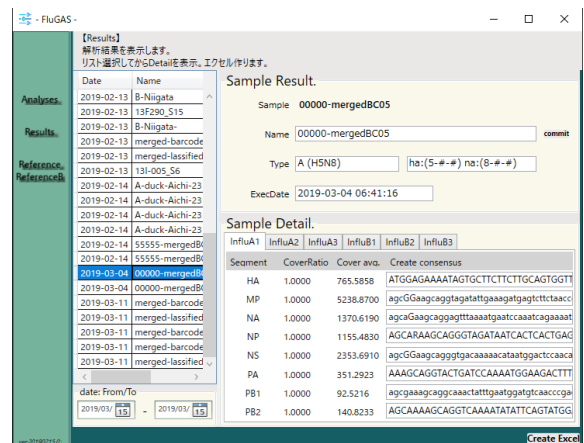 - FluGAS -
【Results】
解析結果を表示します。
リスト選択してからDetailを表示。エクセル作ります。
Analyses.
Results.
Reference.
ReferenceB
Date Name
2019-02-13 B-Niigata
2019-02-13 13F290_S15
2019-02-13 B-Niigata-
2019-02-13 merged-barcode
2019-02-13 merged-lassified
2019-02-13 13I-005_S6
2019-02-14 A-duck-Aichi-23
2019-02-14 A-duck-Aichi-23
2019-02-14 A-duck-Aichi-23
2019-02-14 A-duck-Aichi-23
2019-02-14 55555-mergedB
2019-02-14 55555-mergedB
2019-03-04 00000-mergedB
2019-03-04 00000-mergedB
2019-03-11 merged-barcode
2019-03-11 merged-lassified
2019-03-11 merged-barcode
2019-03-11 merged-barcode
2019-03-11 merged-lassified
date: From/To
2019/03/ 15 - 2019/03/ 15
Sample Result.
Sample 00000-mergedBC05
Name 00000-mergedBC05 commit
Type A (H5N8) ha:(5-#-#) na:(8-#-#)
ExecDate 2019-03-04 06:41:16
Sample Detail.
InfluA1 InfluA2 InfluA3 InfluB1 InfluB2 InfluB3
Segment CoverRatio Cover avg. Create consensus
HA 1.0000 765.5858 ATGGAGAAAATAGTGCTTCTTCTTGCAGTGGTT
MP 1.0000 5238.8700 agcGGaagcaggtagatattgaaagatgagtcttctaacc
NA 1.0000 1370.6190 agcaGaagcaggagtttaaaatgaatccaaatcagaaaat
NP 1.0000 1155.4830 AGCARAAGCAGGGTAGATAATCACTCACTGAG
NS 1.0000 2353.6910 agcGGaagcagggtgacaaaaacataatggactccaaca
PA 1.0000 351.2923 AAAGCAGGTACTGATCCAAAATGGAAGACTTT
PB1 1.0000 92.5216 agcgaaagcaggcaaactatttgaatggatgtcaacccga
PB2 1.0000 140.8233 AGCAAAAGCAGGTCAAAATATATTCAGTATGG
Create Excel